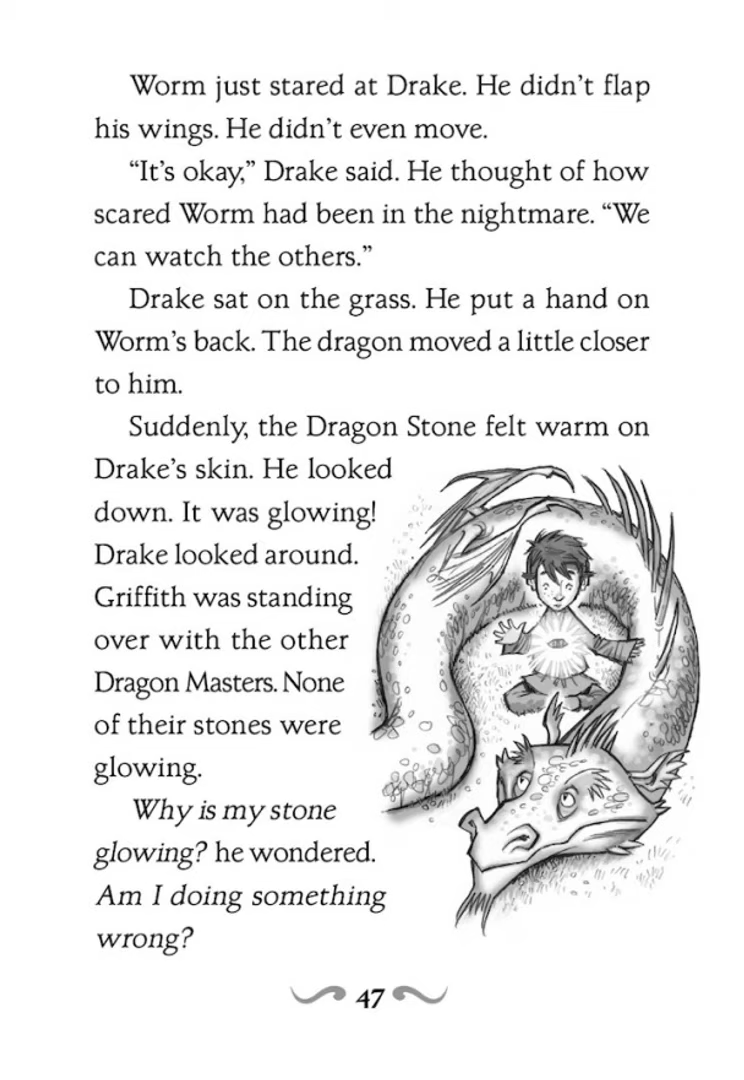 Worm just stared at Drake. He didn’t flap
his wings. He didn’t even move.
“It’s okay,” Drake said. He thought of how
scared Worm had been in the nightmare. “We
can watch the others.”
Drake sat on the grass. He put a hand on
Worm’s back. The dragon moved a little closer
to him.
Suddenly, the Dragon Stone felt warm on
Drake’s skin. He looked
down. It was glowing!
Drake looked around.
Griffith was standing
over with the other
Dragon Masters. None
of their stones were
glowing.
Why is my stone
glowing? he wondered.
Am I doing something
wrong?
47